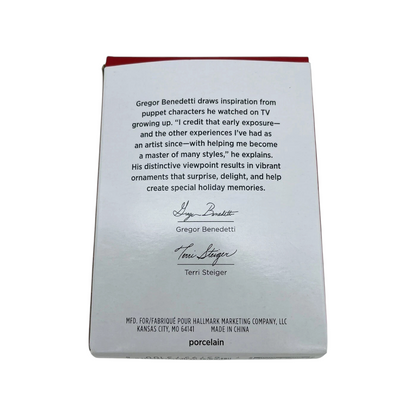 Gregor Benedetti draws inspiration from
puppet characters he watched on TV
growing up. "I credit that early exposure—
and the other experiences I've had as
an artist since—with helping me become
a master of many styles," he explains.
His distinctive viewpoint results in vibrant
ornaments that surprise, delight, and help
create special holiday memories.
Gregor Benedetti
Terri Steiger
Terri Steiger
MFD. FOR/FABRIQUÉ POUR HALLMARK MARKETING COMPANY, LLC
KANSAS CITY, MO 64141 MADE IN CHINA
porcelain